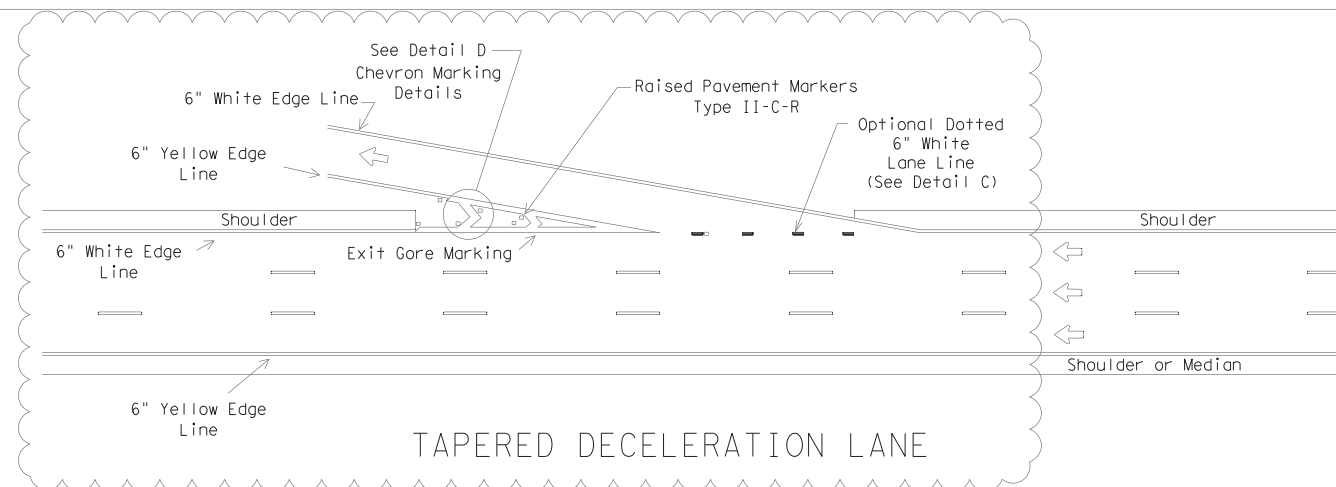 See Detail D
Chevron Marking
Details
6" White Edge Line
Raised Pavement Markers
Type II-C-R
Optional Dotted
6" White
Lane Line
(See Detail C)
6" Yellow Edge
Line
Shoulder
Shoulder
6" White Edge
Line
Exit Gore Marking
Shoulder or Median
6" Yellow Edge
Line
TAPERED DECELERATION LANE